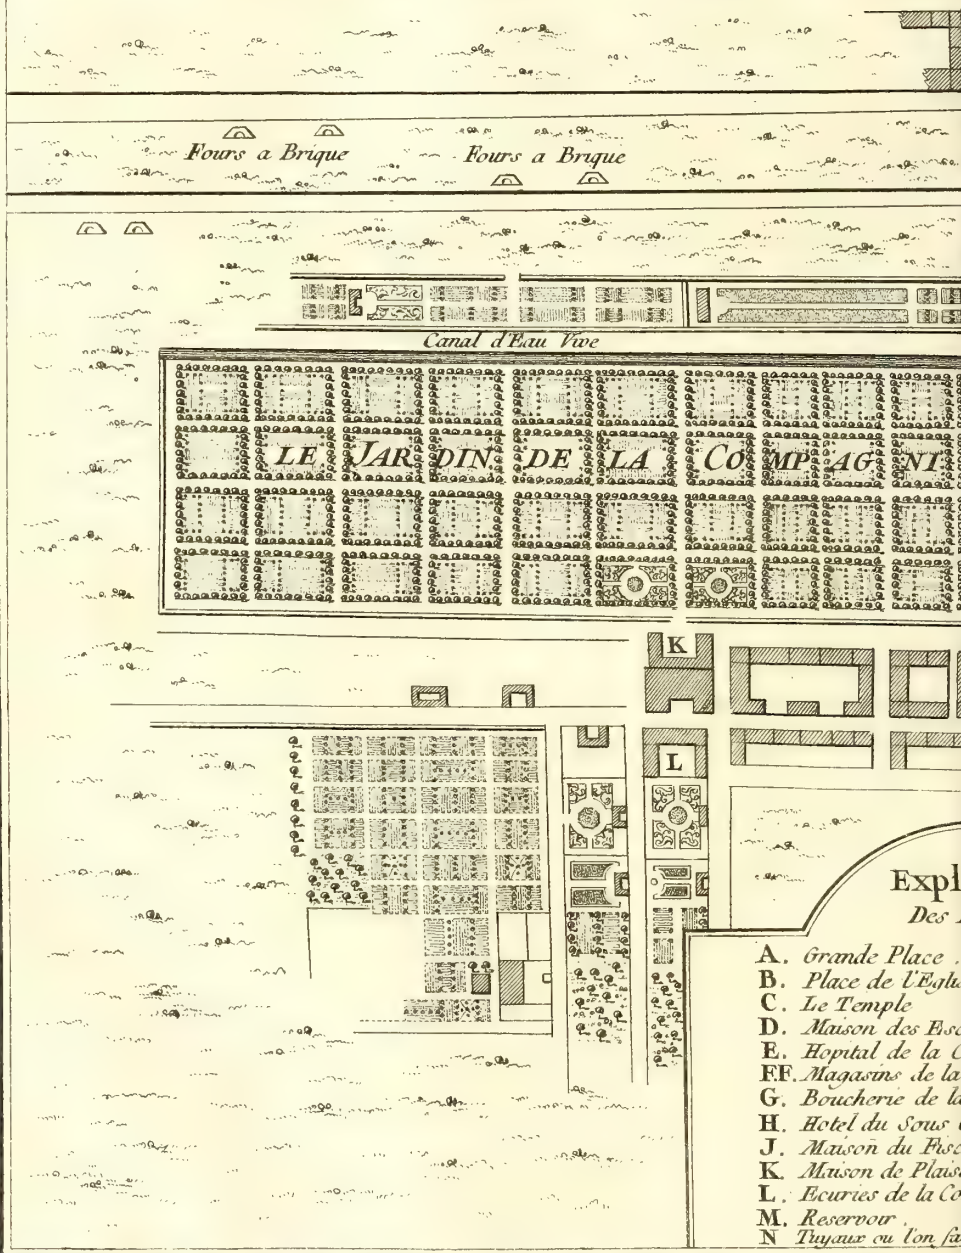 Fours a Brique
Fours a Brique
Canal d'Eau Vive
LE JARDIN DE LA COMPAGNI
K
L
Expl
Des
A. Grande Place .
B. Place de l'Eglis
C. Le Temple
D. Maison des Esc
E. Hopital de la C
FF. Magasins de la
G. Boucherie de la
H. Hotel du Sous
J. Maison du Fisc
K. Maison de Plais
L. Ecuries de la Co
M. Reservoir .
N Tuyaux ou l'on fa